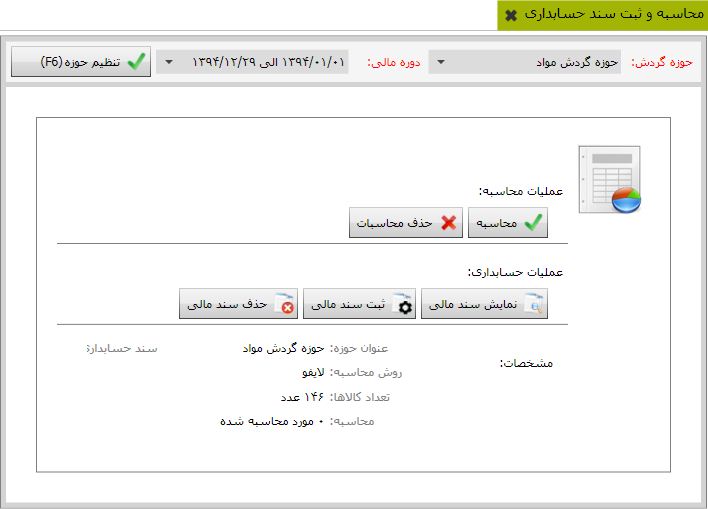 محاسبه و ثبت سند حسابداری
حوزه گردش: حوزه گردش مواد دوره مالی: ۱۳۹۴/۰۱/۰۱ الی ۱۳۹۴/۱۲/۲۹ تنظیم حوزه (F6)
عملیات محاسبه:
محاسبه حذف محاسبات
عملیات حسابداری:
نمایش سند مالی ثبت سند مالی حذف سند مالی
مشخصات:
عنوان حوزه: حوزه گردش مواد سند حسابداری
روش محاسبه: لایفو
تعداد کالاها: ۱۴۶ عدد
محاسبه: ۰ مورد محاسبه شده